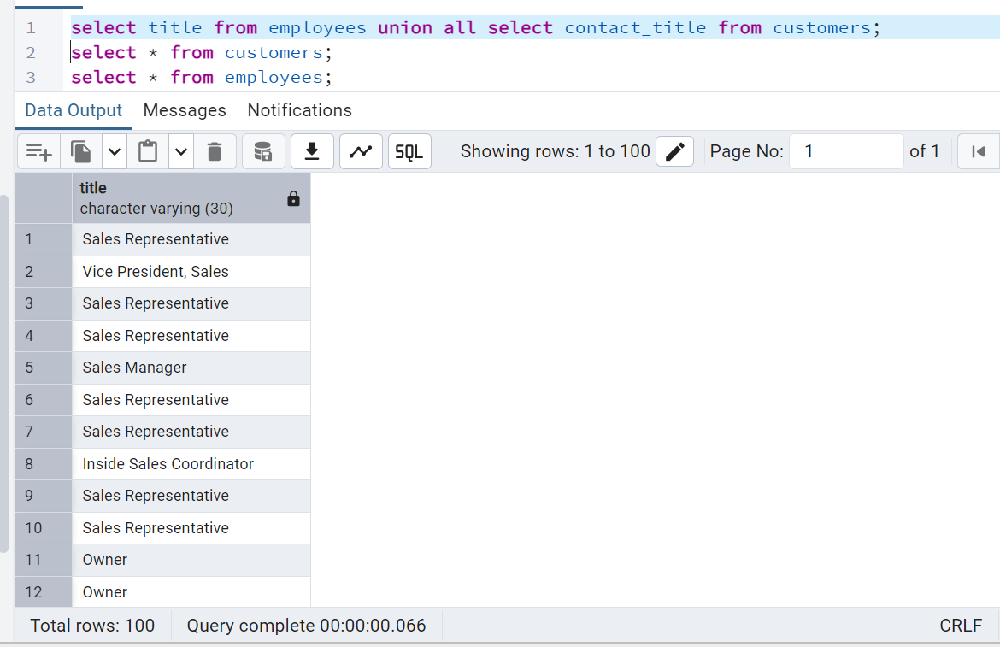 1 select title from employees union all select contact_title from customers;
2 select * from customers;
3 select * from employees;
Data Output Messages Notifications
SQL Showing rows: 1 to 100 Page No: 1 of 1
title
character varying (30)
1 Sales Representative
2 Vice President, Sales
3 Sales Representative
4 Sales Representative
5 Sales Manager
6 Sales Representative
7 Sales Representative
8 Inside Sales Coordinator
9 Sales Representative
10 Sales Representative
11 Owner
12 Owner
Total rows: 100 Query complete 00:00:00.066 CRLF